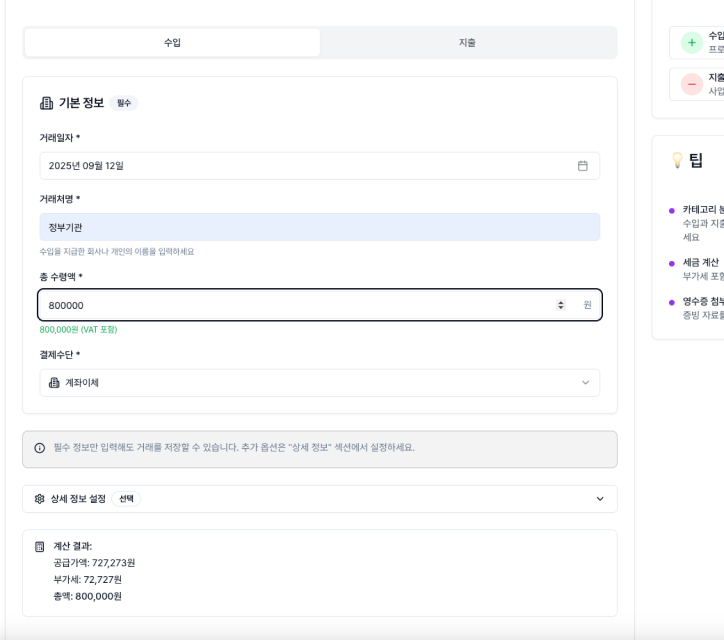 수입
지출
기본 정보 필수
거래일자 *
2025년 09월 12일
거래처명 *
정부기관
수입을 지급한 회사나 개인의 이름을 입력하세요
총 수령액 *
800000 원
800,000원 (VAT 포함)
결제수단 *
계좌이체
필수 정보만 입력해도 거래를 저장할 수 있습니다. 추가 옵션은 "상세 정보" 섹션에서 설정하세요.
상세 정보 설정 선택
계산 결과:
공급가액: 727,273원
부가세: 72,727원
총액: 800,000원
수입
프로
지출
사업
팁
카테고리
수입과 지출
세요
세금 계산
부가세 포함
영수증 첨부
증빙 자료를